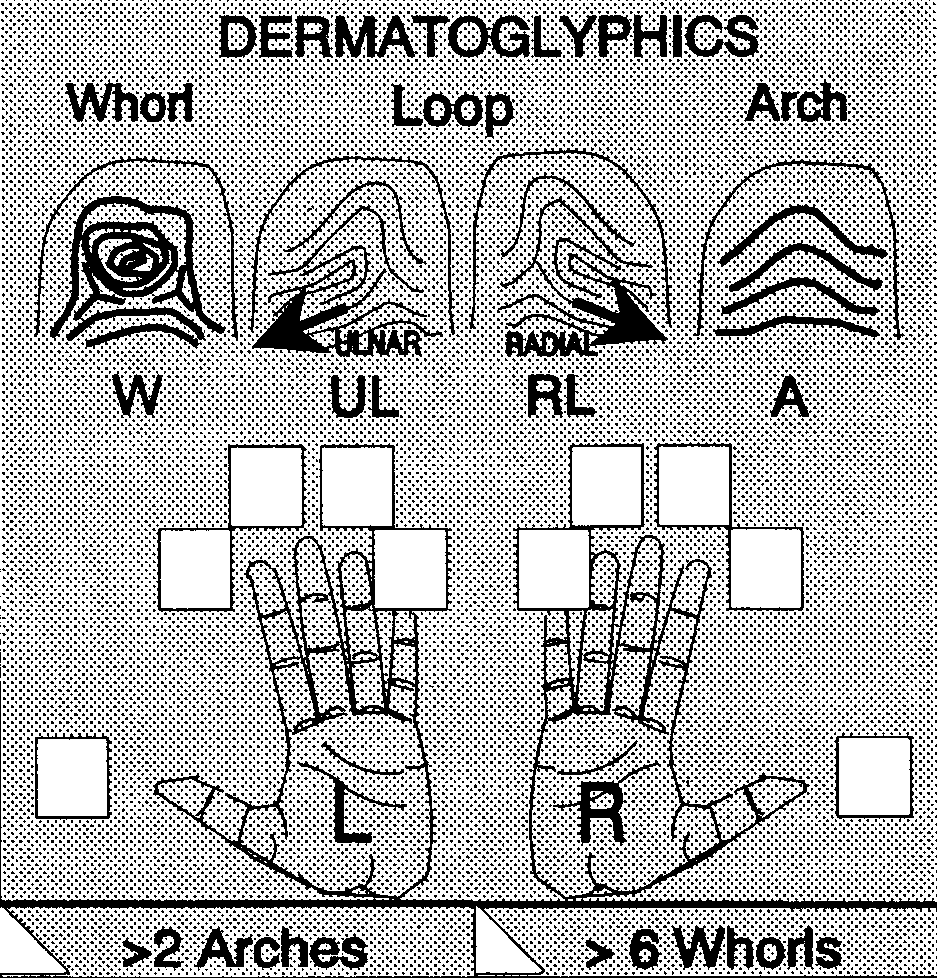 DERMATOGLYPHICS
Whorl Loop Arch
ULNAR RADIAL
W UL RL A
L R
>2 Arches > 6 Whorls